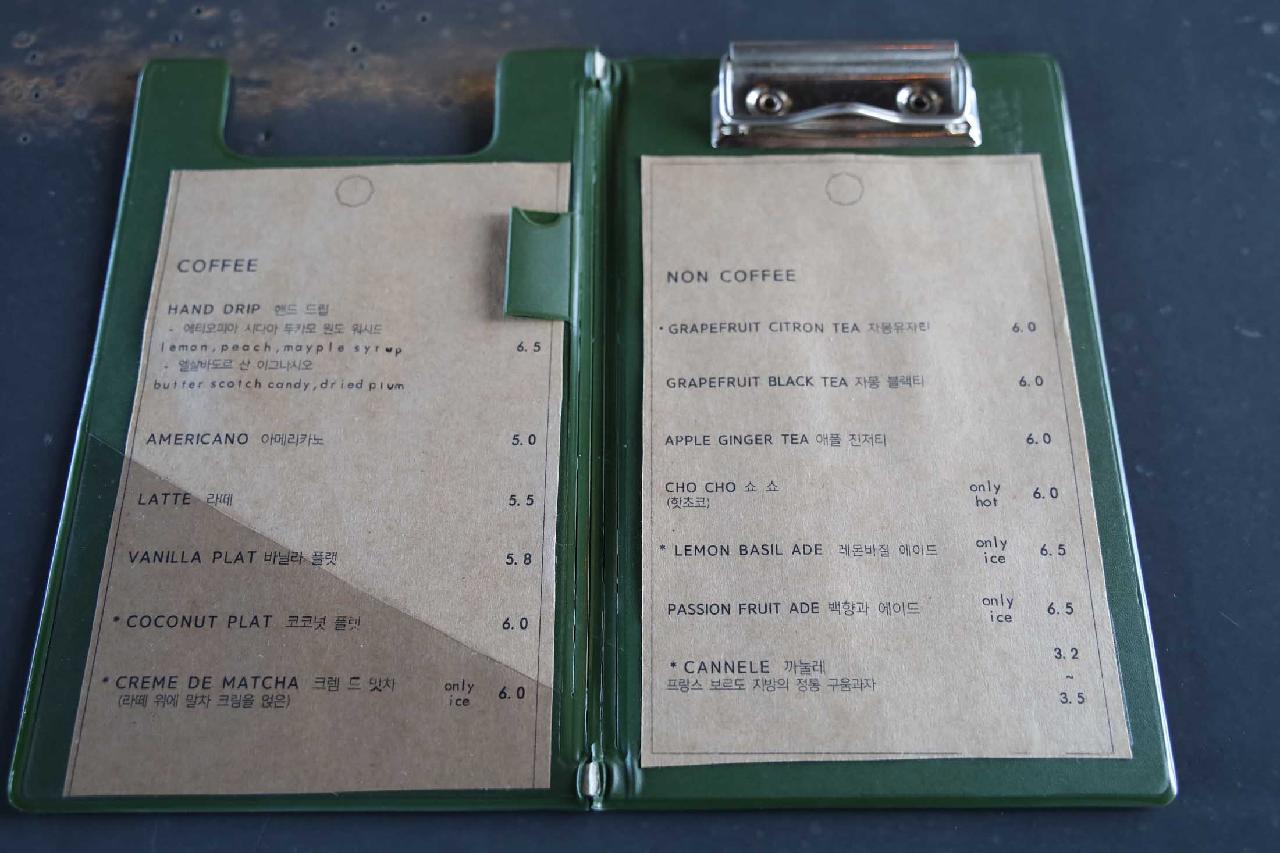 COFFEE
HAND DRIP 핸드 드립
- 에티오피아 시다마 두카모 원도 워시드
lemon, peach, mayple syrup 6.5
- 엘살바도르 산 이그나시오
butter scotch candy, dried plum
AMERICANO 아메리카노 5.0
LATTE 라떼 5.5
VANILLA PLAT 바닐라 플랫 5.8
* COCONUT PLAT 코코넛 플랫 6.0
* CREME DE MATCHA 크렘 드 맛차 only ice 6.0
(라떼 위에 말차 크림을 얹은)
NON COFFEE
· GRAPEFRUIT CITRON TEA 자몽유자티 6.0
GRAPEFRUIT BLACK TEA 자몽 블랙티 6.0
APPLE GINGER TEA 애플 진저티 6.0
CHO CHO 쇼 쇼 only hot 6.0
(핫초코)
* LEMON BASIL ADE 레몬바질 에이드 only ice 6.5
PASSION FRUIT ADE 백향과 에이드 only ice 6.5
* CANNELE 까눌레 3.2 ~ 3.5
프랑스 보르도 지방의 정통 구움과자